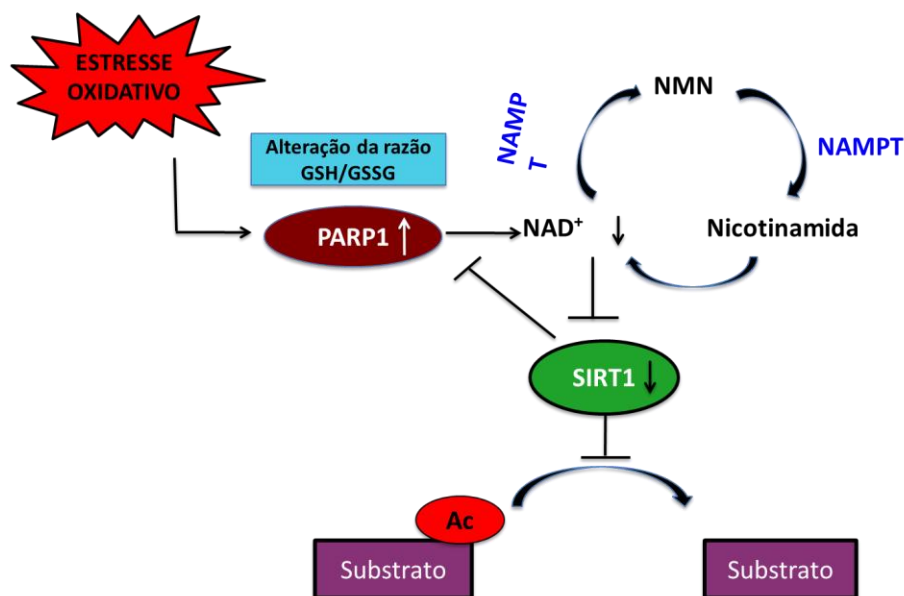 ESTRESSE
OXIDATIVO
Alteração da razão
GSH/GSSG
PARP1
NAMP
T
NMN
NAMPT
NAD⁺
Nicotinamida
SIRT1
Ac
Substrato
Substrato